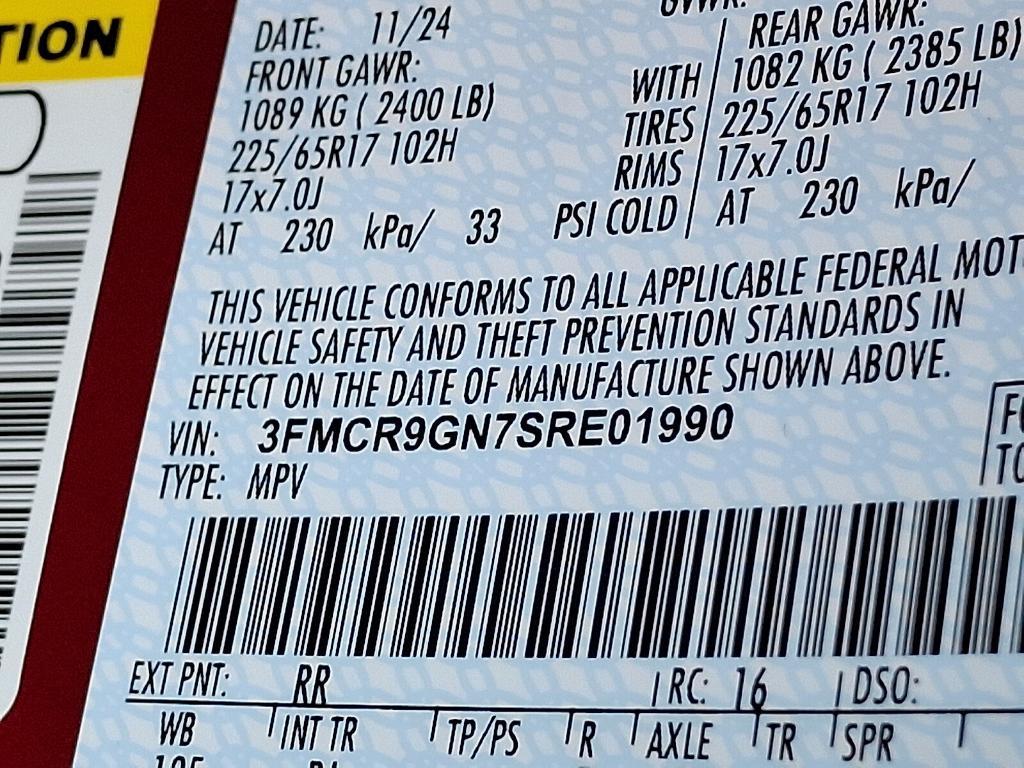 TION
GVWR:
DATE: 11/24
FRONT GAWR:
1089 KG ( 2400 LB)
225/65R17 102H
17x7.0J
AT 230 kPa/ 33 PSI COLD
WITH
TIRES
RIMS
REAR GAWR:
1082 KG ( 2385 LB)
225/65R17 102H
17x7.0J
AT 230 kPa/
THIS VEHICLE CONFORMS TO ALL APPLICABLE FEDERAL MOT
VEHICLE SAFETY AND THEFT PREVENTION STANDARDS IN
EFFECT ON THE DATE OF MANUFACTURE SHOWN ABOVE.
VIN: 3FMCR9GN7SRE01990
TYPE: MPV
EXT PNT: RR RC: 16 DSO:
WB INT TR TP/PS R AXLE TR SPR